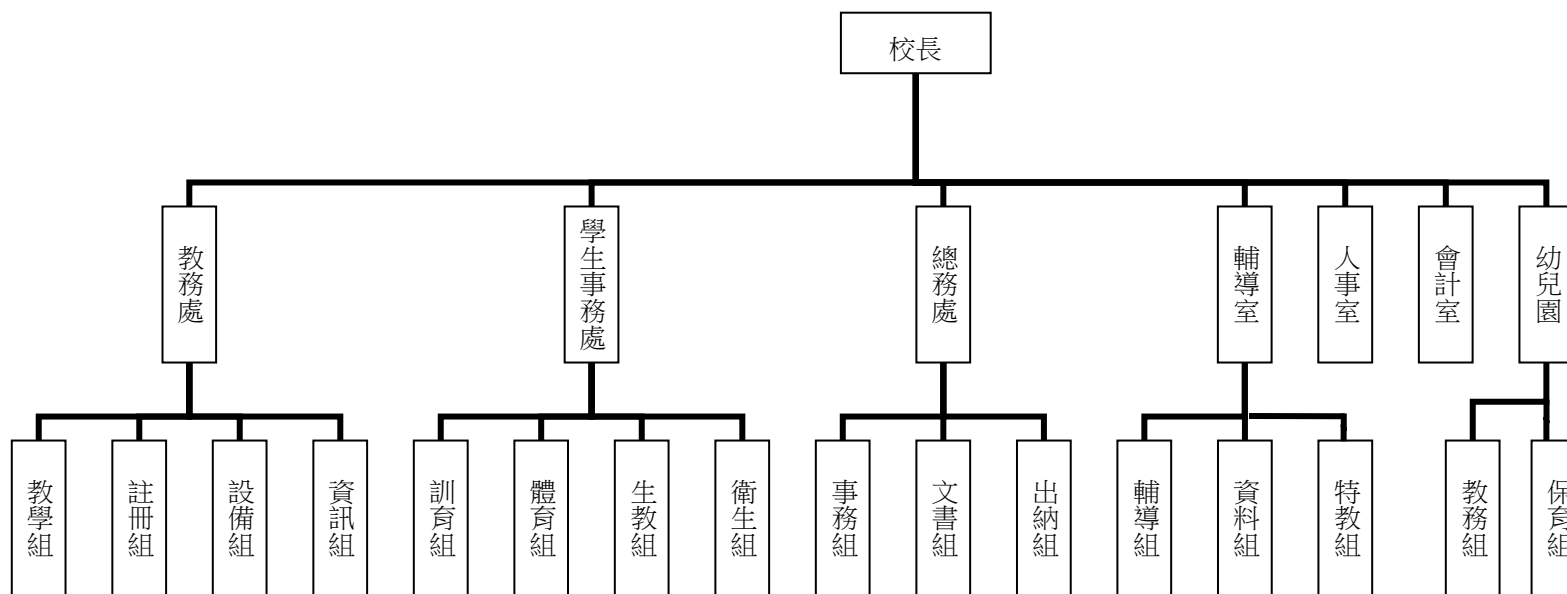 校長
教務處
學生事務處
總務處
輔導室
人事室
會計室
幼兒園
教學組
註冊組
設備組
資訊組
訓育組
體育組
生教組
衛生組
事務組
文書組
出納組
輔導組
資料組
特教組
教務組
保育組